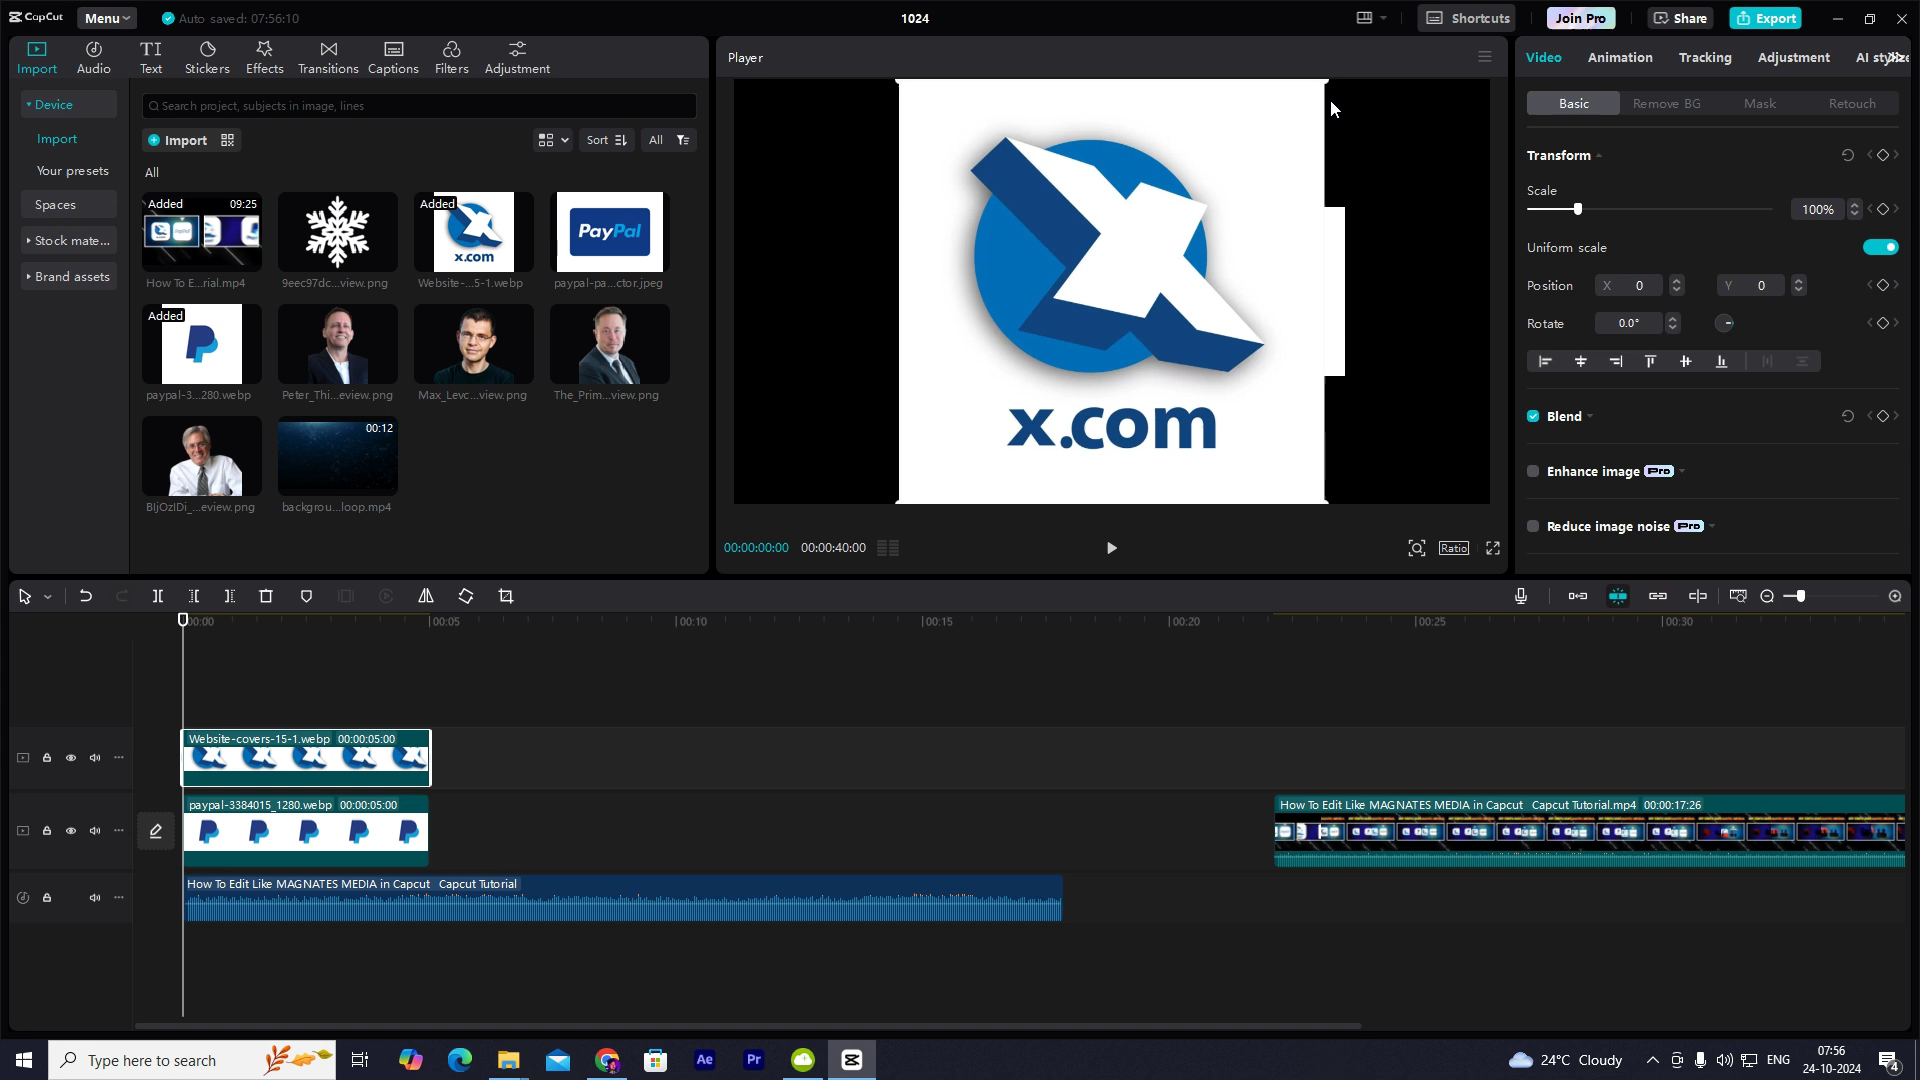 CapCut
Menu
Auto saved: 07:56:10
1024
Shortcuts
Join Pro
Share
Export
Import
Audio
TI
Text
Stickers
Effects
Transitions
Captions
Filters
Adjustment
Device
Import
Your presets
Spaces
Stock mate...
Brand assets
Search project, subjects in image, lines
Import
Sort
All
All
Added
09:25
How To E...rial.mp4
9eec97dc...view.png
Added
x.com
Website-...5-1.webp
PayPal
paypal-pa...ctor.jpeg
Added
paypal-3...280.webp
Peter_Thi...eview.png
Max_Levc...view.png
The_Prim...view.png
BljOzlDi_...eview.png
00:12
backgrou...loop.mp4
Player
x.com
00:00:00:00
00:00:40:00
Ratio
Video
Animation
Tracking
Adjustment
AI stylize
Basic
Remove BG
Mask
Retouch
Transform
Scale
100%
Uniform scale
Position
X 0
Y 0
Rotate
0.0°
Blend
Enhance image Pro
Reduce image noise Pro
00:00
00:05
00:10
00:15
00:20
00:25
00:30
Website-covers-15-1.webp 00:00:05:00
paypal-3384015_1280.webp 00:00:05:00
How To Edit Like MAGNATES MEDIA in Capcut Capcut Tutorial.mp4 00:00:17:26
How To Edit Like MAGNATES MEDIA in Capcut Capcut Tutorial
Type here to search
Ae
Pr
24°C Cloudy
ENG
07:56
24-10-2024
4